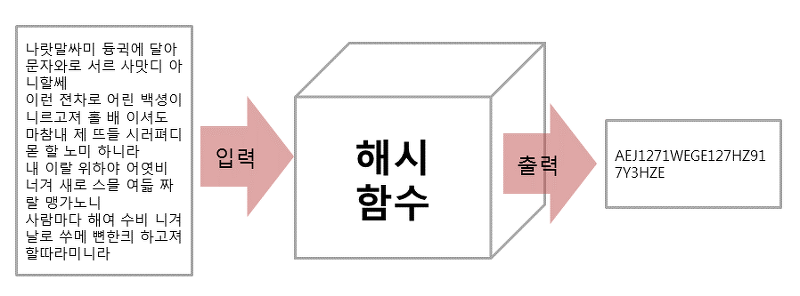 나랏말싸미 듕귁에 달아
문자와로 서르 사맛디 아
니할쎄
이런 젼차로 어린 백셩이
니르고져 홀 배 이셔도
마참내 제 뜨들 시러펴디
몯 할 노미 하니라
내 이랄 위하야 어엿비
너겨 새로 스믈 여듧 짜
랄 맹가노니
사람마다 해여 수비 니겨
날로 쑤메 뼌한킈 하고져
할따라미니라
입력
해시
함수
출력
AEJ1271WEGE127HZ91
7Y3HZE